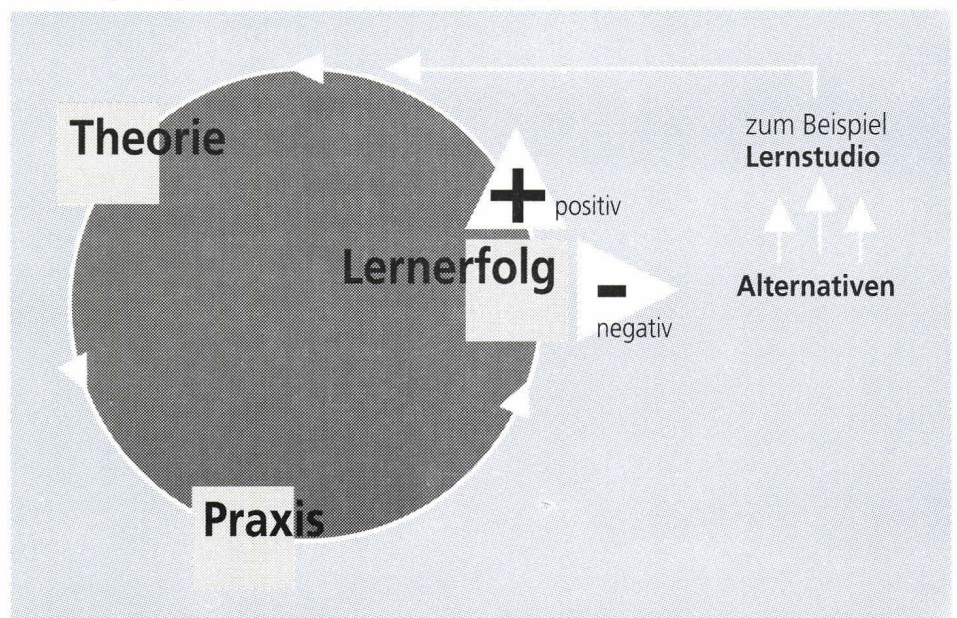 Theorie
zum Beispiel
Lernstudio
+
positiv
Lernerfolg
-
negativ
Alternativen
Praxis